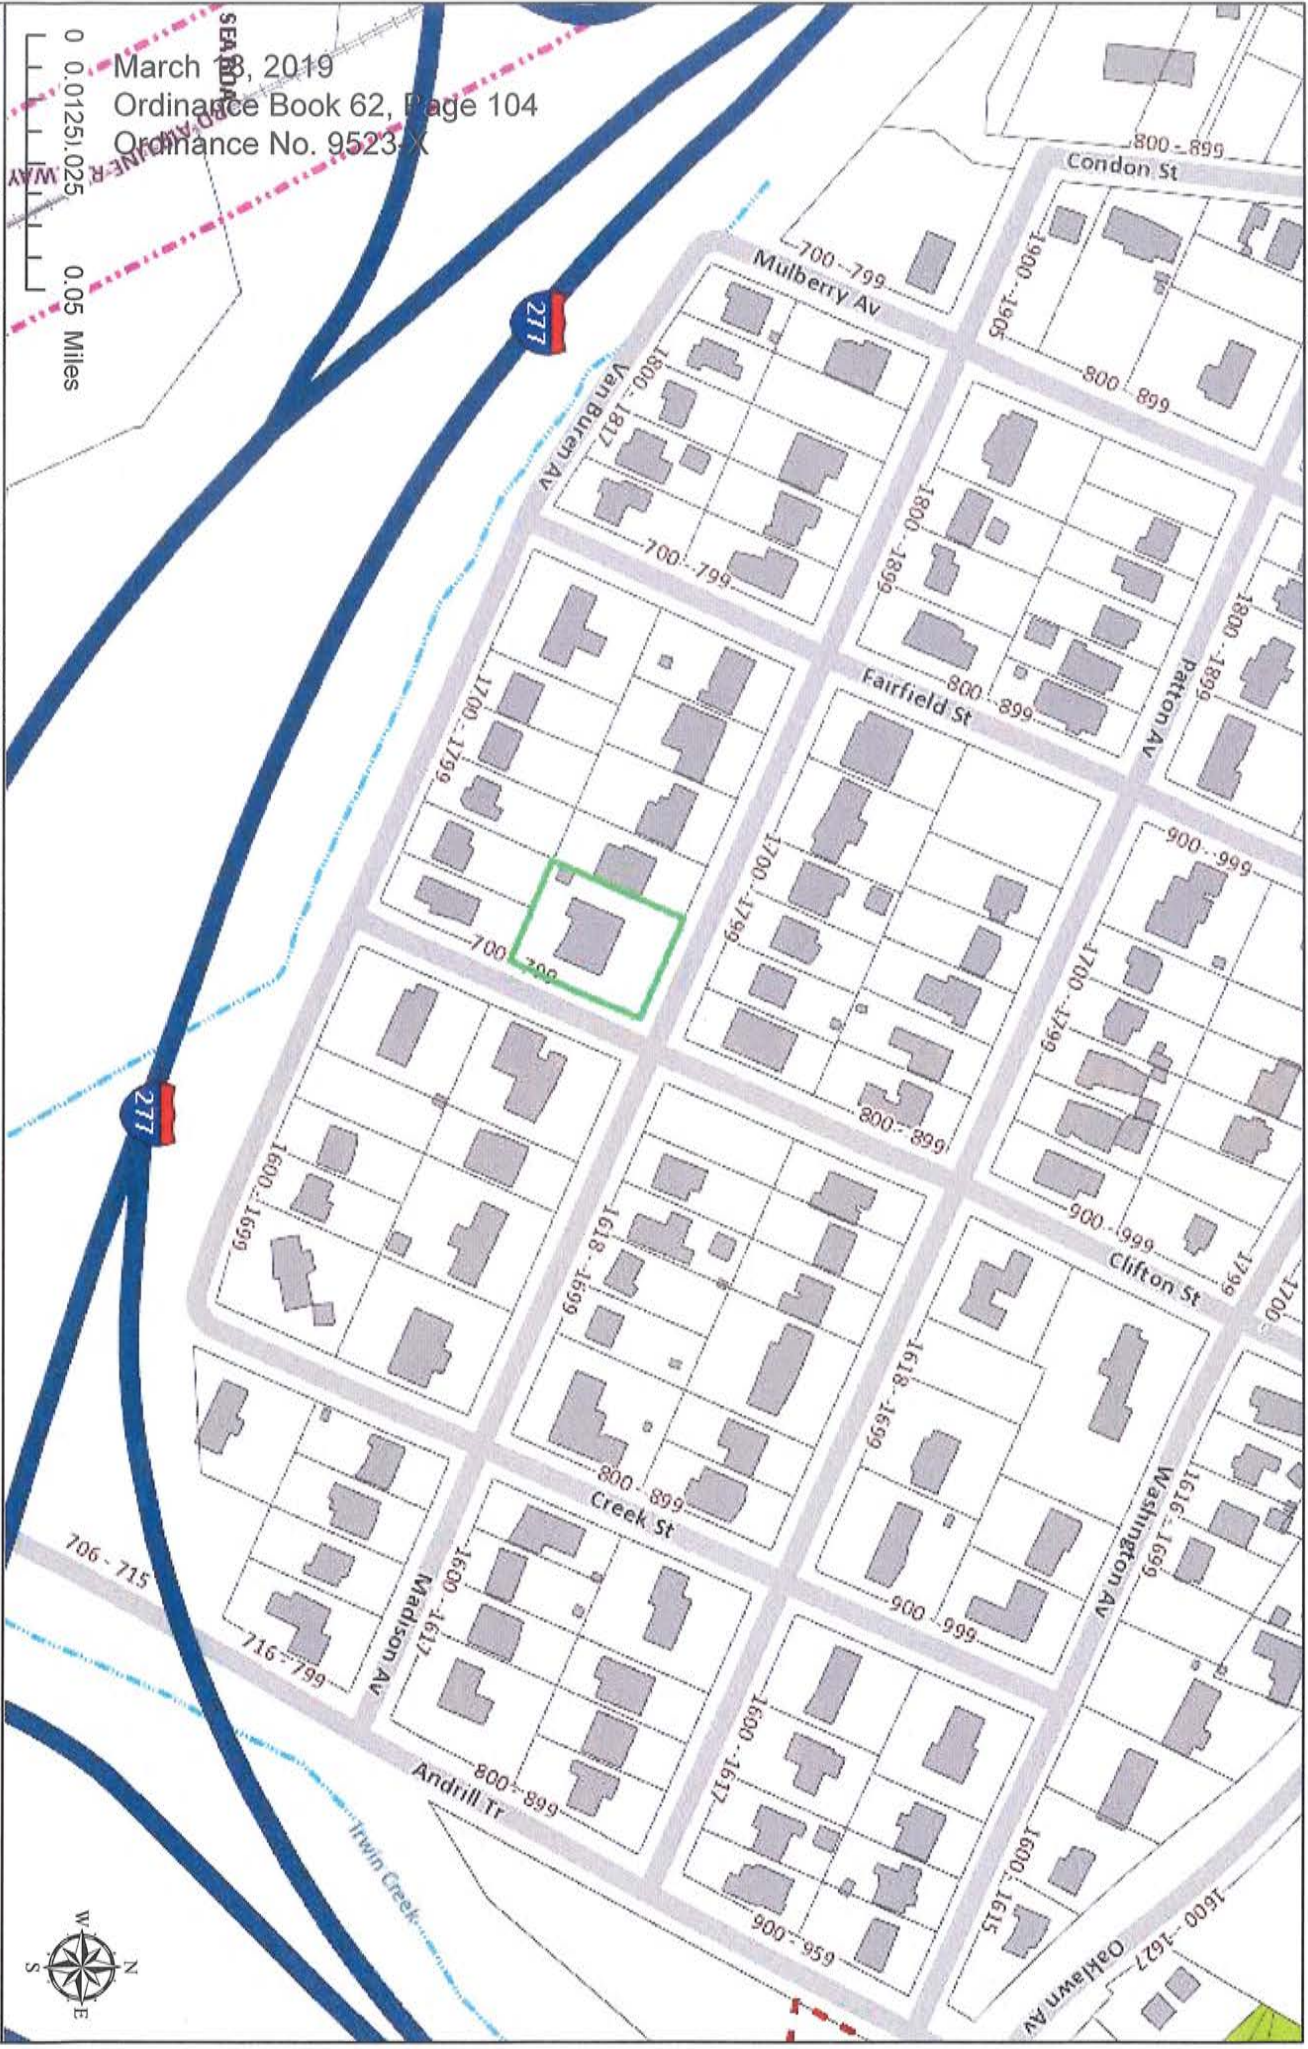 March 18, 2019
Ordinance Book 62, Page 104
Ordinance No. 9523-X
0 0.0125 0.025 0.05 Miles
SEABOARD AIR LINE R
WAY
277
277
800 - 899
Condon St
700 - 799
Mulberry Av
1900 - 1905
800 - 899
1800 - 1817
Van Buren Av
700 - 799
1800 - 1899
800 - 899
Fairfield St
Patton Av
1800 - 1899
900 - 999
1700 - 1799
1700 - 1799
1700 - 1799
700 - 799
800 - 899
900 - 999
Clifton St
1799
1700
1600 - 1699
1618 - 1699
1618 - 1699
1616 - 1699
Washington Av
800 - 899
Creek St
900 - 999
706 - 715
716 - 799
Madison Av
1600 - 1617
800 - 899
Andrill Tr
1600 - 1617
900 - 959
1600 - 1615
1600 - 1627
Oaklawn Av
Irwin Creek
N
E
S
W